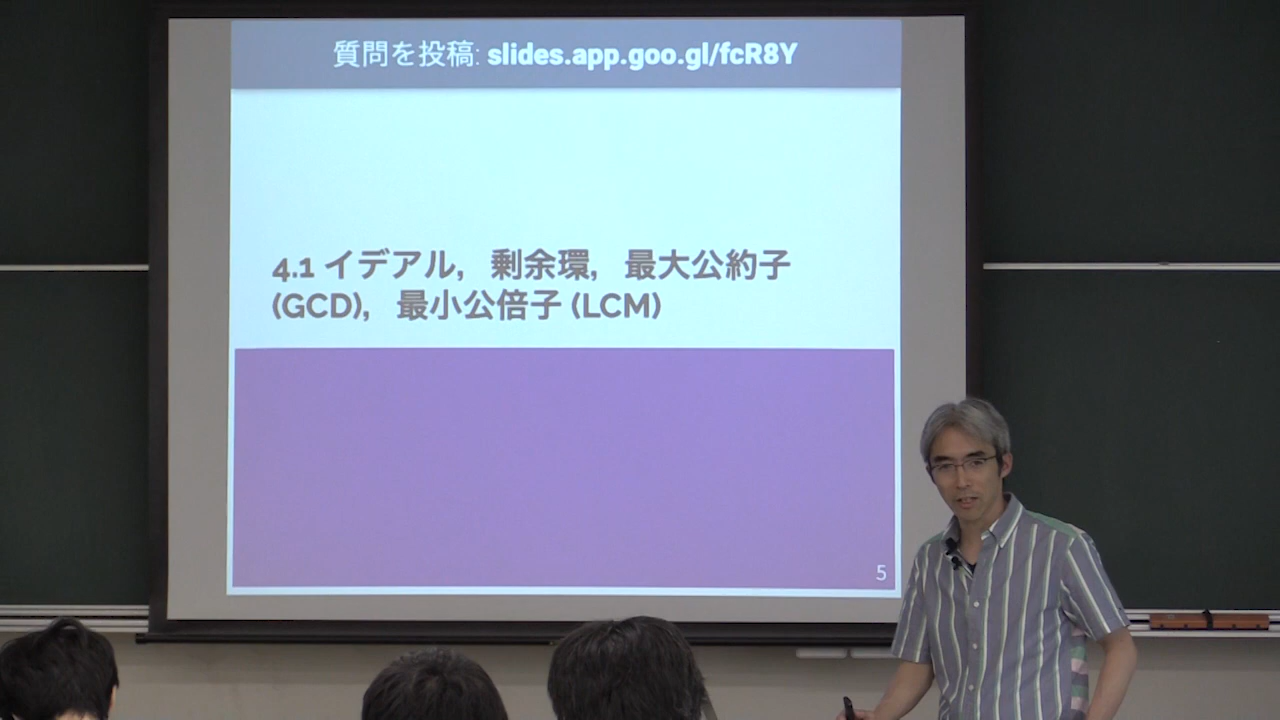 質問を投稿: slides.app.goo.gl/fcR8Y
4.1 イデアル, 剰余環, 最大公約子
(GCD), 最小公倍子 (LCM)
5